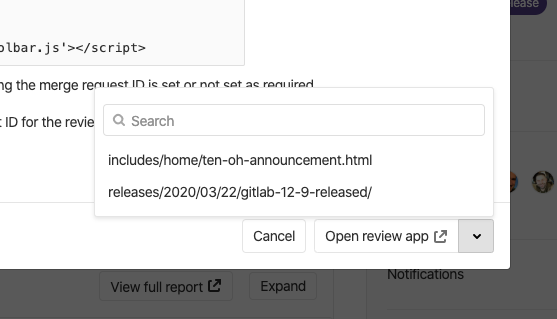 lease
olbar.js'></script>
ng the merge request ID is set or not set as required
t ID for the revie
Search
includes/home/ten-oh-announcement.html
releases/2020/03/22/gitlab-12-9-released/
Cancel
Open review app
View full report
Expand
Notifications